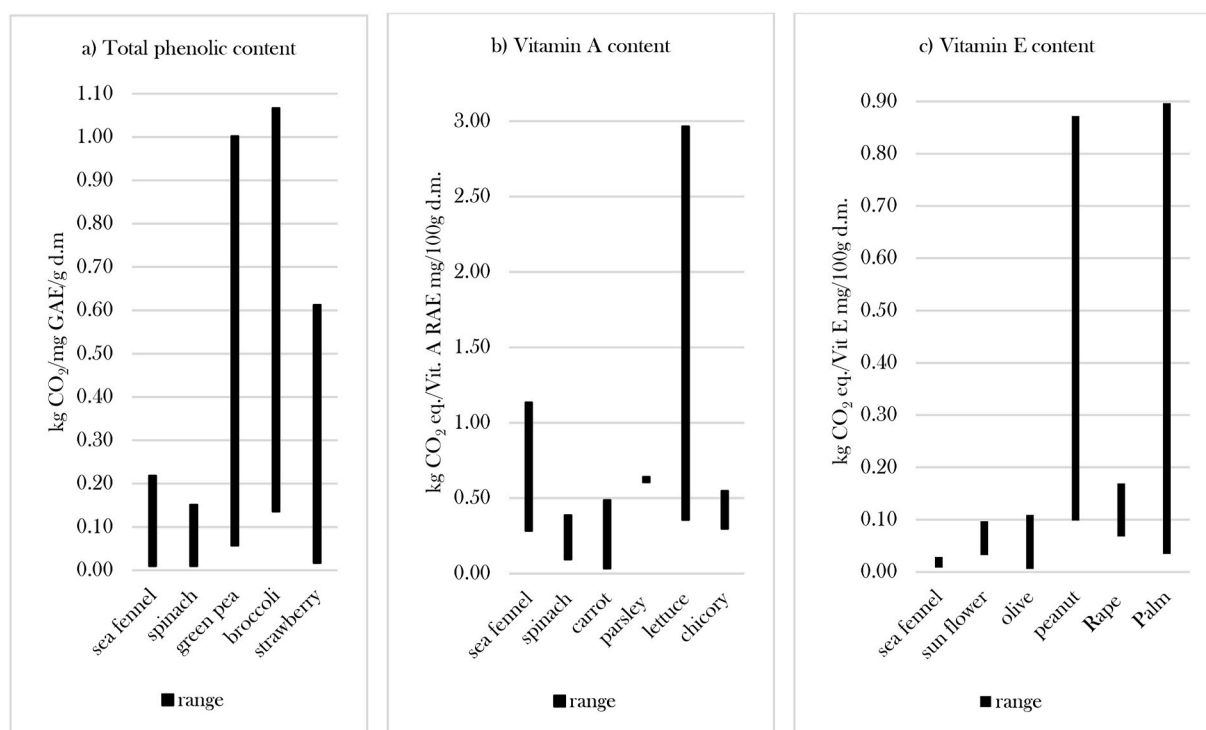 a) Total phenolic content
kg CO₂/mg GAE/g d.m
1.10
1.00
0.90
0.80
0.70
0.60
0.50
0.40
0.30
0.20
0.10
0.00
sea fennel
spinach
green pea
broccoli
strawberry
range
b) Vitamin A content
kg CO₂ eq./Vit. A RAE mg/100g d.m.
3.00
2.50
2.00
1.50
1.00
0.50
0.00
sea fennel
spinach
carrot
parsley
lettuce
chicory
range
c) Vitamin E content
kg CO₂ eq./Vit E mg/100g d.m.
0.90
0.80
0.70
0.60
0.50
0.40
0.30
0.20
0.10
0.00
sea fennel
sun flower
olive
peanut
Rape
Palm
range